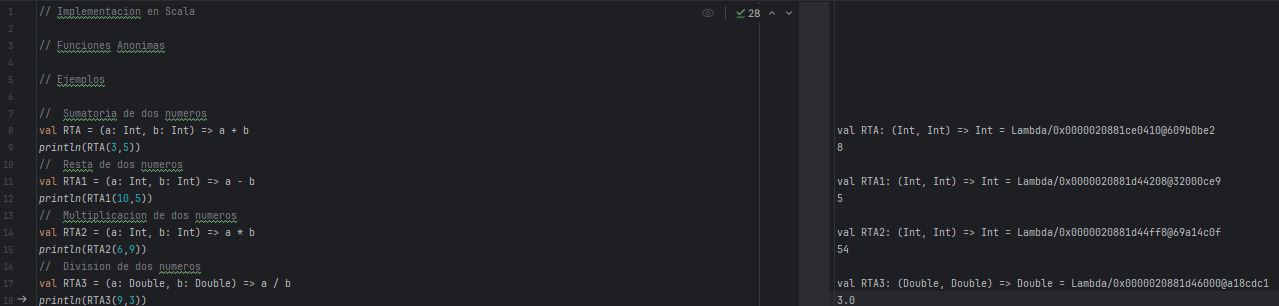 1 // Implementacion en Scala
28
2
3 // Funciones Anonimas
4
5 // Ejemplos
6
7 //  Sumatoria de dos numeros
8 val RTA = (a: Int, b: Int) => a + b
9 println(RTA(3,5))
10 //  Resta de dos numeros
11 val RTA1 = (a: Int, b: Int) => a - b
12 println(RTA1(10,5))
13 //  Multiplicacion de dos numeros
14 val RTA2 = (a: Int, b: Int) => a * b
15 println(RTA2(6,9))
16 //  Division de dos numeros
17 val RTA3 = (a: Double, b: Double) => a / b
18 println(RTA3(9,3))
val RTA: (Int, Int) => Int = Lambda/0x0000020881ce0410@609b0be2
8
val RTA1: (Int, Int) => Int = Lambda/0x0000020881d44208@32000ce9
5
val RTA2: (Int, Int) => Int = Lambda/0x0000020881d44ff8@69a14c0f
54
val RTA3: (Double, Double) => Double = Lambda/0x0000020881d46000@a18cdc1
3.0